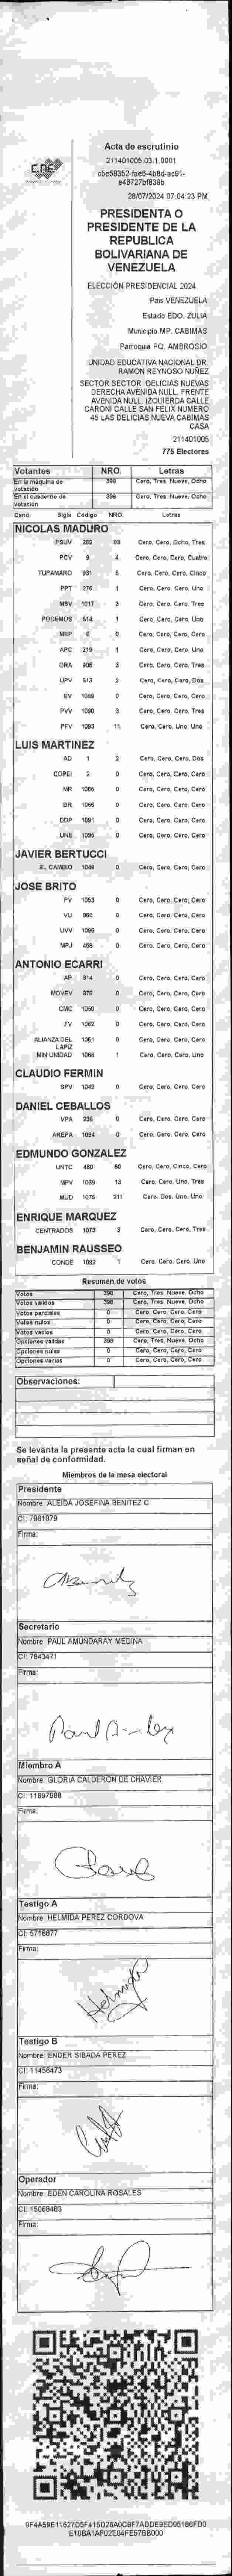 CNE
Acta de escrutinio
211401005.03.1.0001
28/07/2024 07:04:23 PM
PRESIDENTA O
PRESIDENTE DE LA
REPUBLICA
BOLIVARIANA DE
VENEZUELA
ELECCIÓN PRESIDENCIAL 2024
País VENEZUELA
Estado EDO. ZULIA
Municipio MP. CABIMAS
Parroquia PQ. AMBROSIO
UNIDAD EDUCATIVA NACIONAL DR.
RAMON REYNOSO NUÑEZ
SECTOR SECTOR DELICIAS NUEVAS
DERECHA AVENIDA NULL. FRENTE
AVENIDA NULL. IZQUIERDA CALLE
CARONI CALLE SAN FELIX NUMERO
45 LAS DELICIAS NUEVA CABIMAS
CASA
211401005
775 Electores
Votantes NRO. Letras
En la máquina de votación 398 Cero, Tres, Nueve, Ocho
En el cuaderno de votación 398 Cero, Tres, Nueve, Ocho
Cand. Sigla Código NRO. Letras
NICOLAS MADURO
PSUV 83 Cero, Cero, Ocho, Tres
PCV 9 4 Cero, Cero, Cero, Cuatro
TUPAMARO 931 5 Cero, Cero, Cero, Cinco
PPT 276 1 Cero, Cero, Cero, Uno
MSV 1017 3 Cero, Cero, Cero, Tres
PODEMOS 514 1 Cero, Cero, Cero, Uno
MEP 6 0 Cero, Cero, Cero, Cero
APC 219 1 Cero, Cero, Cero, Uno
ORA 908 3 Cero, Cero, Cero, Tres
UPV 513 2 Cero, Cero, Cero, Dos
EV 1089 0 Cero, Cero, Cero, Cero
PVV 1090 3 Cero, Cero, Cero, Tres
PFV 1093 11 Cero, Cero, Uno, Uno
LUIS MARTINEZ
AD 1 2 Cero, Cero, Cero, Dos
COPEI 2 0 Cero, Cero, Cero, Cero
MR 0 Cero, Cero, Cero, Cero
BR 1066 0 Cero, Cero, Cero, Cero
DDP 1091 0 Cero, Cero, Cero, Cero
UNE 1095 0 Cero, Cero, Cero, Cero
JAVIER BERTUCCI
EL CAMBIO 1048 0 Cero, Cero, Cero, Cero
JOSE BRITO
PV 1053 0 Cero, Cero, Cero, Cero
VU 968 0 Cero, Cero, Cero, Cero
UVV 1096 0 Cero, Cero, Cero, Cero
MPJ 458 0 Cero, Cero, Cero, Cero
ANTONIO ECARRI
AP 814 0 Cero, Cero, Cero, Cero
MOVEV 978 0 Cero, Cero, Cero, Cero
CMC 1050 0 Cero, Cero, Cero, Cero
FV 1062 0 Cero, Cero, Cero, Cero
ALIANZA DEL LAPIZ 1061 0 Cero, Cero, Cero, Cero
MIN UNIDAD 1068 1 Cero, Cero, Cero, Uno
CLAUDIO FERMIN
SPV 1049 0 Cero, Cero, Cero, Cero
DANIEL CEBALLOS
VPA 236 0 Cero, Cero, Cero, Cero
AREPA 1094 0 Cero, Cero, Cero, Cero
EDMUNDO GONZALEZ
UNTC 460 50 Cero, Cero, Cinco, Cero
MPV 1069 13 Cero, Cero, Uno, Tres
MUD 1076 211 Cero, Dos, Uno, Uno
ENRIQUE MARQUEZ
CENTRADOS 1073 3 Cero, Cero, Cero, Tres
BENJAMIN RAUSSEO
CONDE 1092 1 Cero, Cero, Cero, Uno
Resumen de votos
Votos 398 Cero, Tres, Nueve, Ocho
Votos válidos 398 Cero, Tres, Nueve, Ocho
Votos parciales 0 Cero, Cero, Cero, Cero
Votos nulos 0 Cero, Cero, Cero, Cero
Votos vacíos 0 Cero, Cero, Cero, Cero
Opciones válidas 398 Cero, Tres, Nueve, Ocho
Opciones nulas 0 Cero, Cero, Cero, Cero
Opciones vacías 0 Cero, Cero, Cero, Cero
Observaciones:
Se levanta la presente acta la cual firman en
señal de conformidad.
Miembros de la mesa electoral
Presidente
Nombre: ALEIDA JOSEFINA BENITEZ C
CI: 7961079
Firma:
Secretario
Nombre: PAUL AMUNDARAY MEDINA
CI: 7843471
Firma:
Miembro A
Nombre: GLORIA CALDERON DE CHAVIER
CI: 11897988
Firma:
Testigo A
Nombre: HELMIDA PEREZ CORDOVA
CI: 5718877
Firma:
Helmida
Testigo B
Nombre: ENDER SIBADA PEREZ
CI: 11456473
Firma:
Operador
Nombre: EDEN CAROLINA ROSALES
CI: 15068483
Firma: